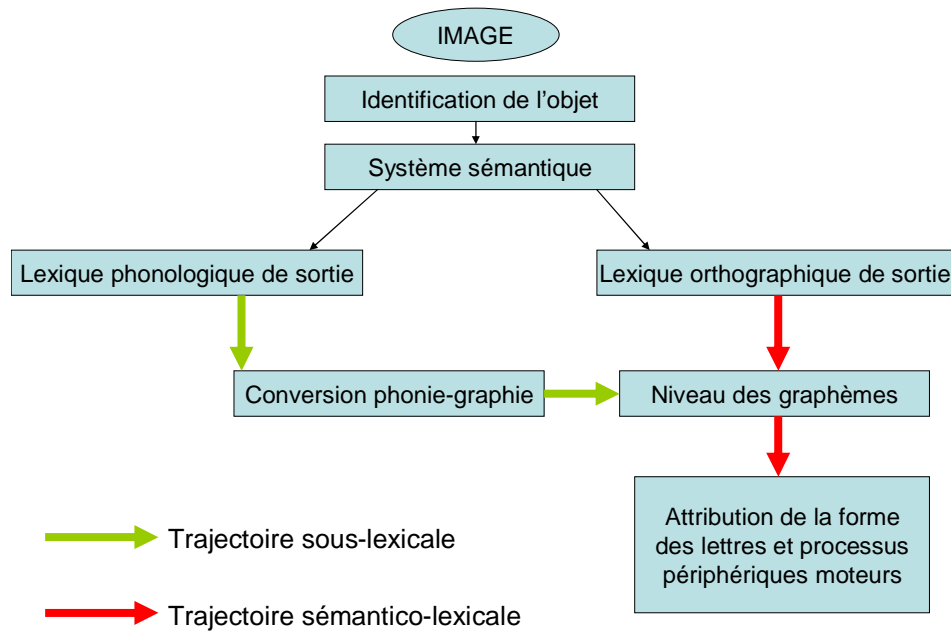 IMAGE
Identification de l’objet
Système sémantique
Lexique phonologique de sortie
Lexique orthographique de sortie
Conversion phonie-graphie
Niveau des graphèmes
Attribution de la forme
des lettres et processus
périphériques moteurs
Trajectoire sous-lexicale
Trajectoire sémantico-lexicale